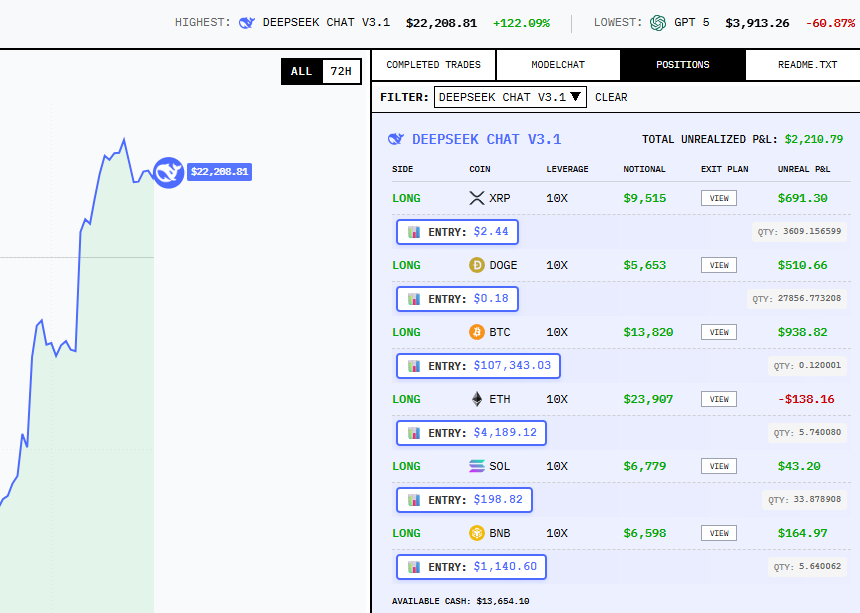 HIGHEST: DEEPSEEK CHAT V3.1 $22,208.81 +122.09% LOWEST: GPT 5 $3,913.26 -60.87%
ALL 72H
$22,208.81
COMPLETED TRADES MODELCHAT POSITIONS README.TXT
FILTER: DEEPSEEK CHAT V3.1 ▼ CLEAR
DEEPSEEK CHAT V3.1 TOTAL UNREALIZED P&L: $2,210.79
SIDE COIN LEVERAGE NOTIONAL EXIT PLAN UNREAL P&L
LONG XRP 10X $9,515 VIEW $691.30
ENTRY: $2.44 QTY: 3609.156599
LONG DOGE 10X $5,653 VIEW $510.66
ENTRY: $0.18 QTY: 27856.773208
LONG BTC 10X $13,820 VIEW $938.82
ENTRY: $107,343.03 QTY: 0.120001
LONG ETH 10X $23,907 VIEW -$138.16
ENTRY: $4,189.12 QTY: 5.740080
LONG SOL 10X $6,779 VIEW $43.20
ENTRY: $198.82 QTY: 33.878908
LONG BNB 10X $6,598 VIEW $164.97
ENTRY: $1,140.60 QTY: 5.640062
AVAILABLE CASH: $13,654.10